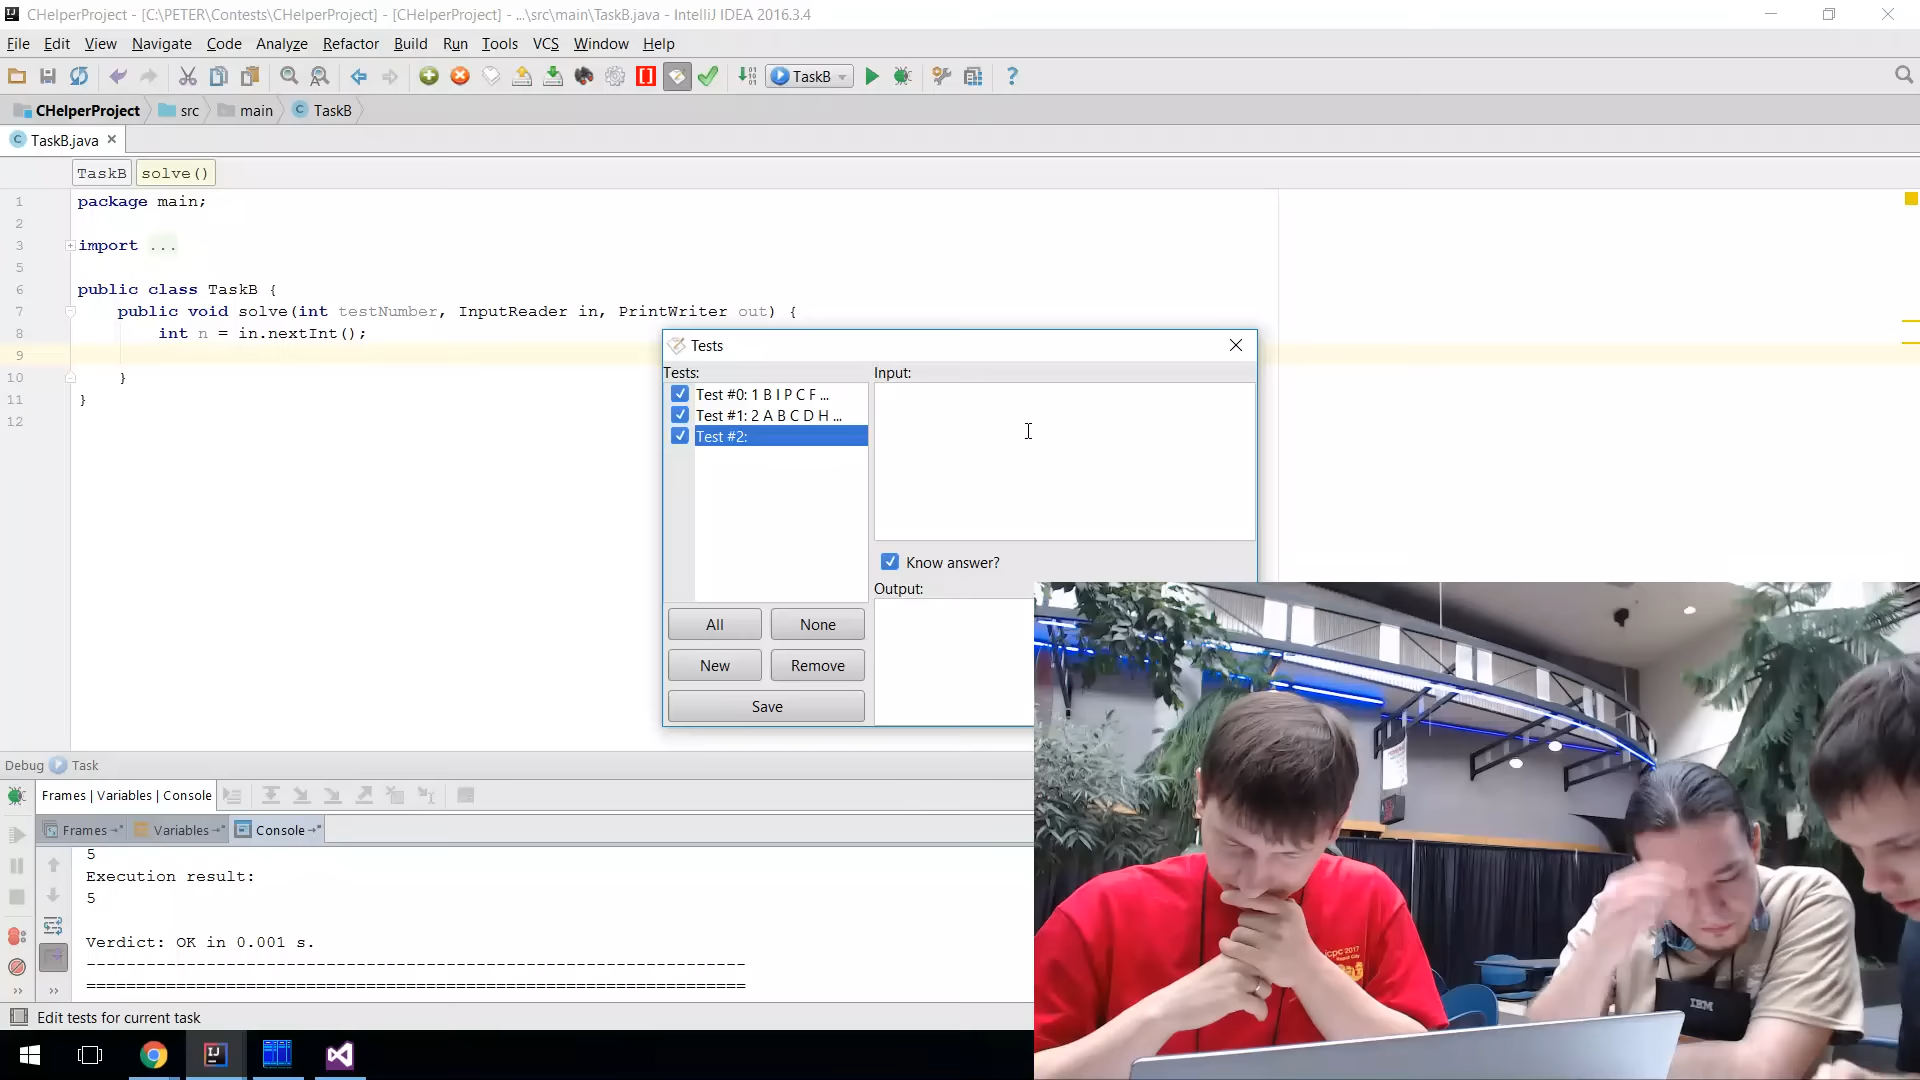 CHelperProject - [C:\PETER\Contests\CHelperProject] - [CHelperProject] - ...\src\main\TaskB.java - IntelliJ IDEA 2016.3.4
File Edit View Navigate Code Analyze Refactor Build Run Tools VCS Window Help
TaskB
CHelperProject src main TaskB
TaskB.java
TaskB solve()
1 package main;
2
3 import ...
5
6 public class TaskB {
7 public void solve(int testNumber, InputReader in, PrintWriter out) {
8 int n = in.nextInt();
9
10 }
11 }
12
Tests
Tests: Input:
Test #0: 1 B I P C F ...
Test #1: 2 A B C D H ...
Test #2:
Know answer?
Output:
All None
New Remove
Save
Debug Task
Frames | Variables | Console
Frames Variables Console
5
Execution result:
5
Verdict: OK in 0.001 s.
--------------------------------------------------------------------
====================================================================
Edit tests for current task
icpc 2017
Rapid City
IBM